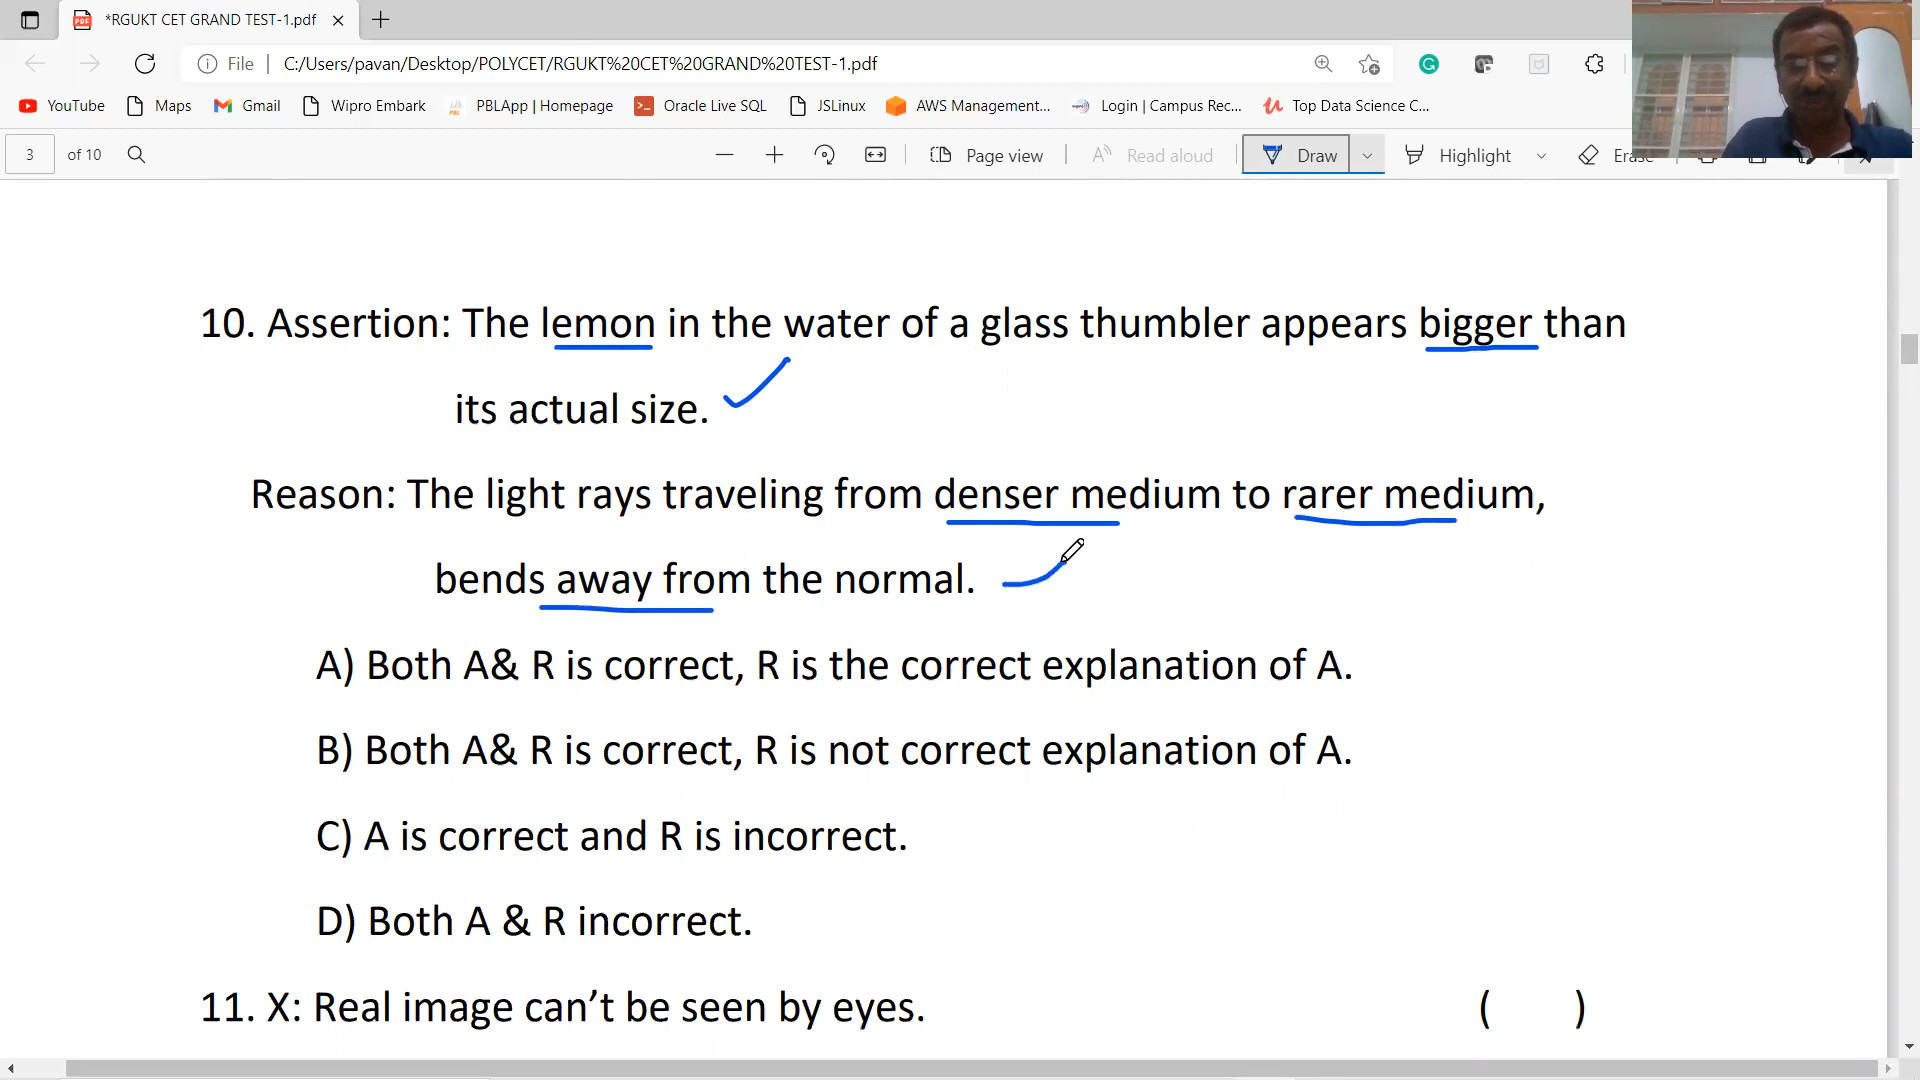 *RGUKT CET GRAND TEST-1.pdf
File C:/Users/pavan/Desktop/POLYCET/RGUKT%20CET%20GRAND%20TEST-1.pdf
YouTube Maps Gmail Wipro Embark PBLApp | Homepage Oracle Live SQL JSLinux AWS Management... Login | Campus Rec... Top Data Science C...
3 of 10 Page view Read aloud Draw Highlight Erase
10. Assertion: The lemon in the water of a glass thumbler appears bigger than
its actual size.
Reason: The light rays traveling from denser medium to rarer medium,
bends away from the normal.
A) Both A& R is correct, R is the correct explanation of A.
B) Both A& R is correct, R is not correct explanation of A.
C) A is correct and R is incorrect.
D) Both A & R incorrect.
11. X: Real image can’t be seen by eyes. ( )